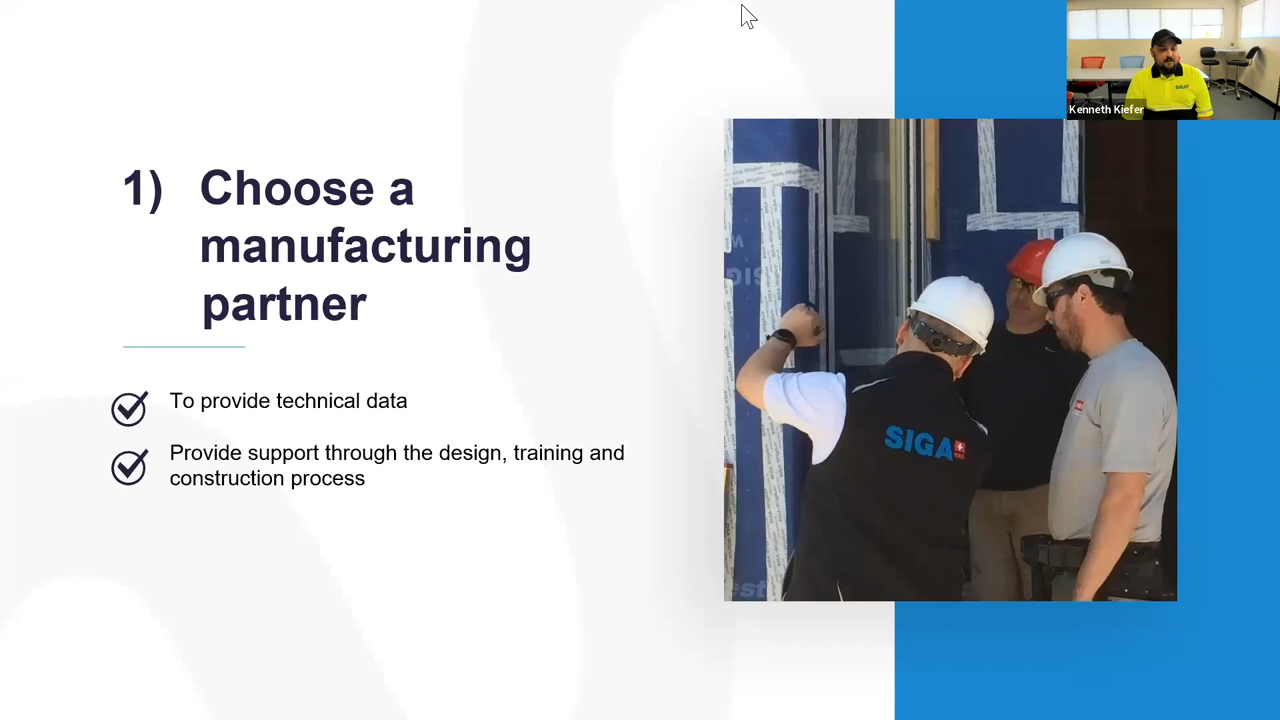 Kenneth Kiefer
SIGA
1) Choose a
manufacturing
partner
To provide technical data
Provide support through the design, training and
construction process
SIGA